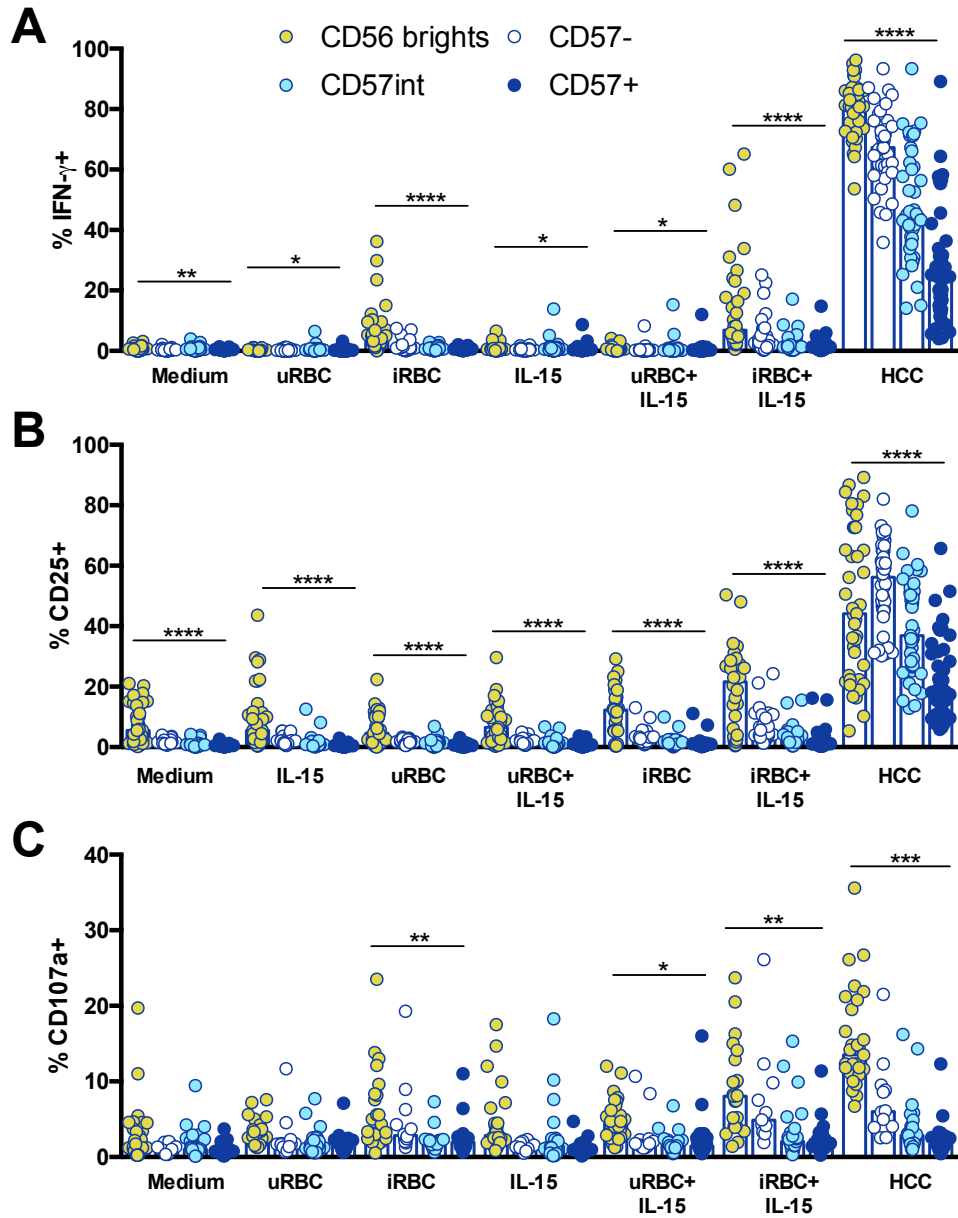 A
CD56 brights
CD57-
CD57int
CD57+
% IFN-γ+
100
80
60
40
20
0
**
*
****
*
*
****
****
Medium
uRBC
iRBC
IL-15
uRBC+
IL-15
iRBC+
IL-15
HCC
B
% CD25+
100
80
60
40
20
0
****
****
****
****
****
****
****
Medium
IL-15
uRBC
uRBC+
IL-15
iRBC
iRBC+
IL-15
HCC
C
% CD107a+
40
30
20
10
0
**
*
**
***
Medium
uRBC
iRBC
IL-15
uRBC+
IL-15
iRBC+
IL-15
HCC